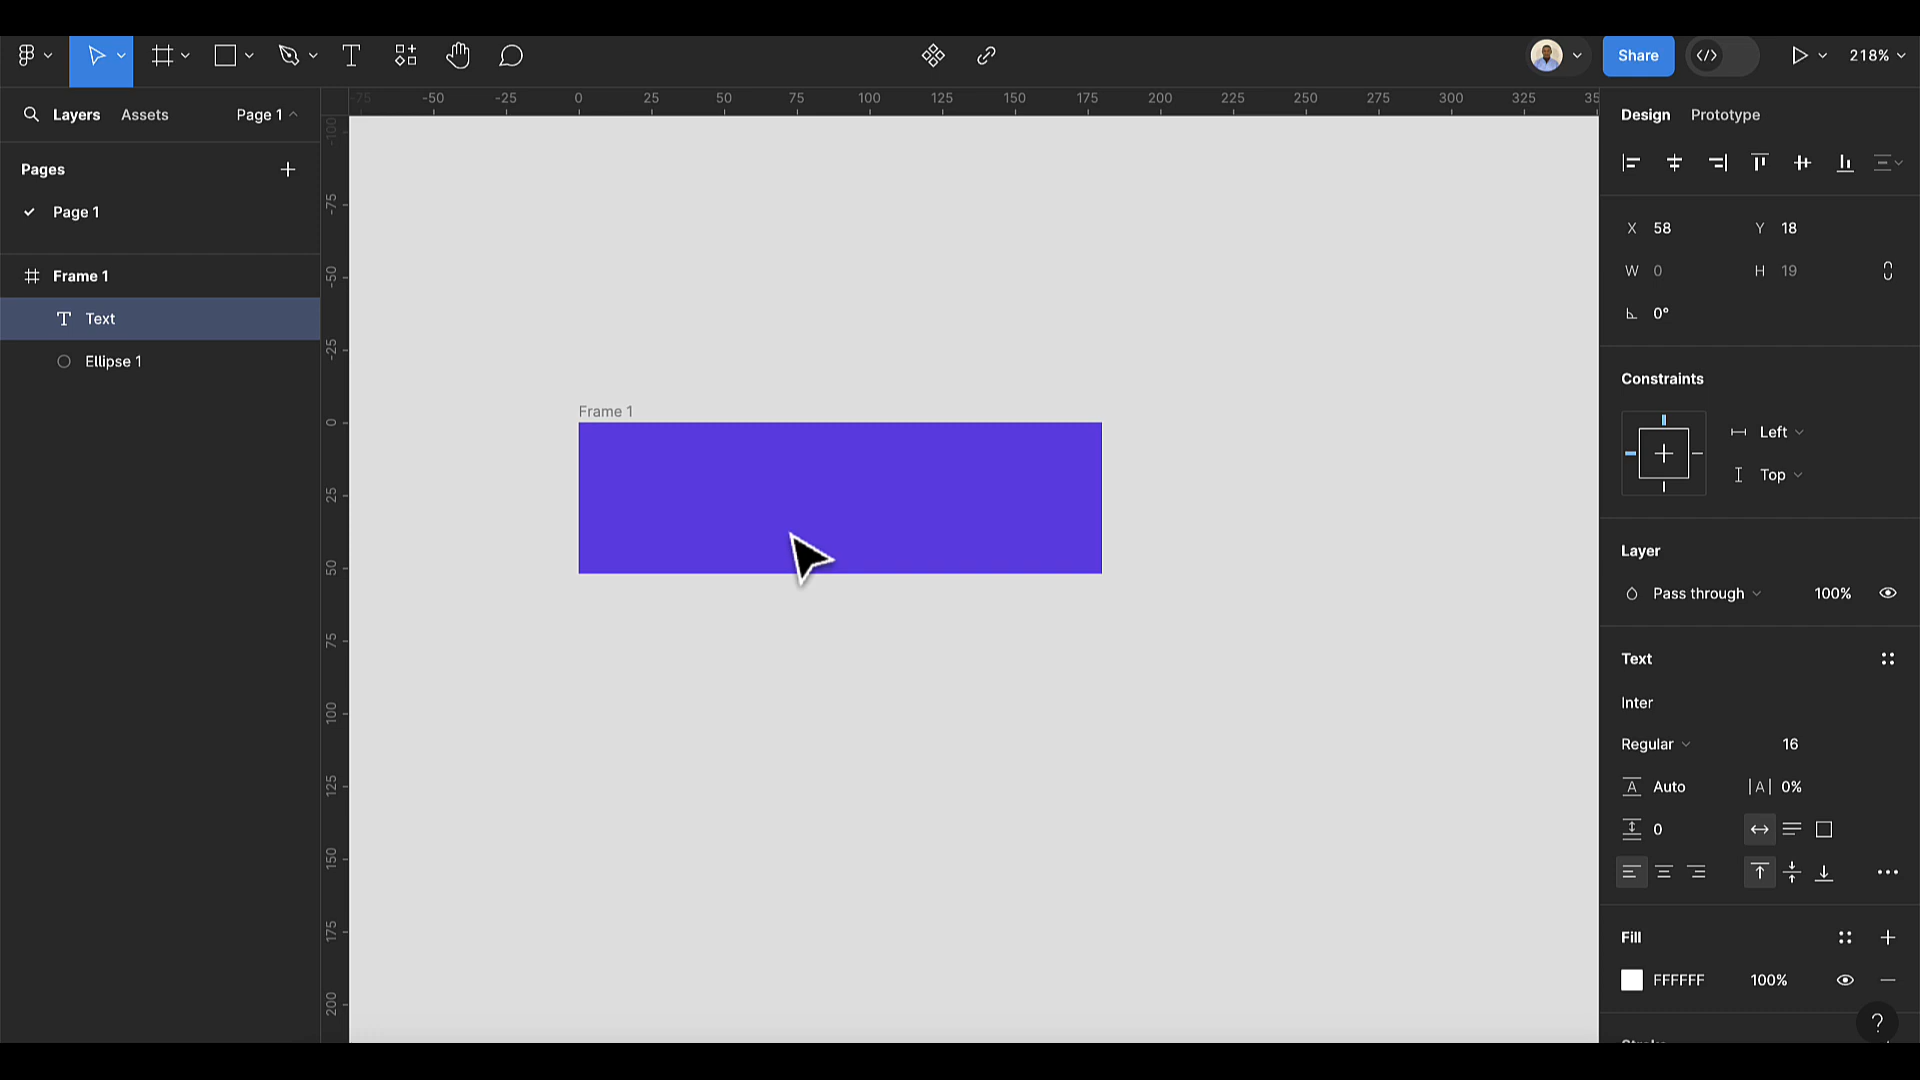 Share
218%
Layers
Assets
Page 1
-75
-50
-25
0
25
50
75
100
125
150
175
200
225
250
275
300
325
35
Design
Prototype
-100
-75
-50
-25
0
25
50
75
100
125
150
175
200
Pages
Page 1
Frame 1
Text
Ellipse 1
Frame 1
X 58 Y 18
W 0 H 19
0°
Constraints
Left
Top
Layer
Pass through 100%
Text
Inter
Regular 16
A Auto |A| 0%
0
Fill
FFFFFF 100%
?